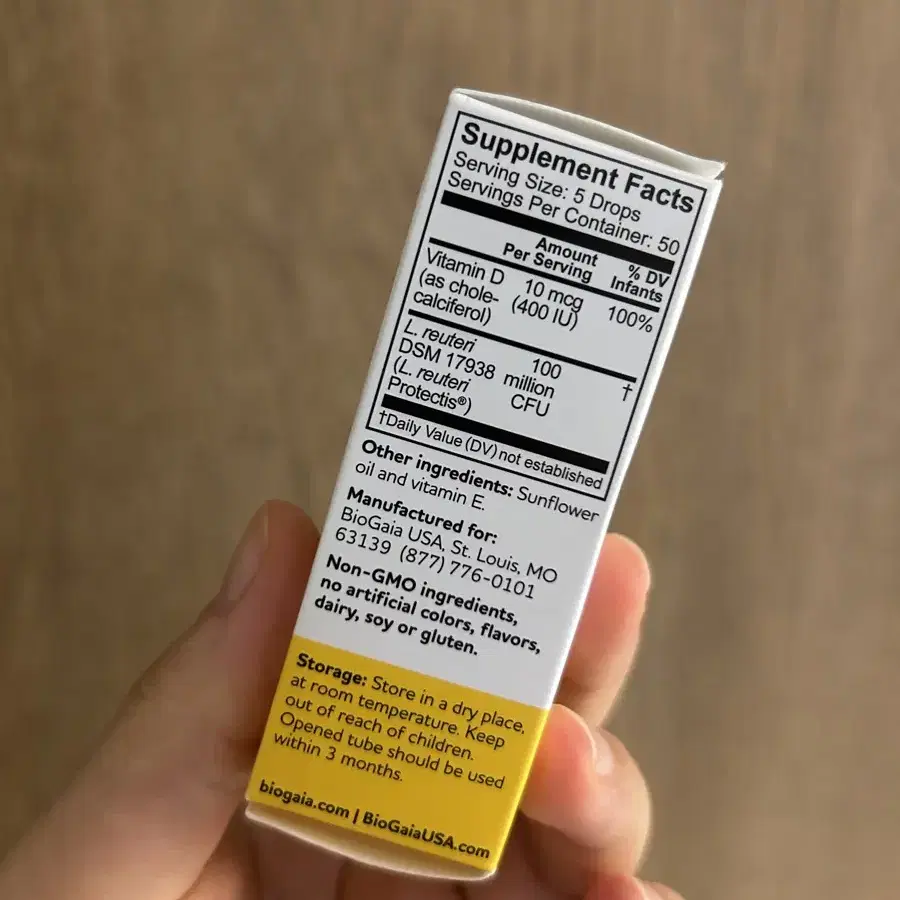 Supplement Facts
Serving Size: 5 Drops
Servings Per Container: 50
Amount Per Serving
% DV Infants
Vitamin D (as chole-calciferol) 10 mcg (400 IU) 100%
L. reuteri DSM 17938 (L. reuteri Protectis®) 100 million CFU †
†Daily Value (DV) not established
Other ingredients: Sunflower
oil and vitamin E.
Manufactured for:
BioGaia USA, St. Louis, MO
63139 (877) 776-0101
Non-GMO ingredients,
no artificial colors, flavors,
dairy, soy or gluten.
Storage: Store in a dry place,
at room temperature. Keep
out of reach of children.
Opened tube should be used
within 3 months.
biogaia.com | BioGaiaUSA.com